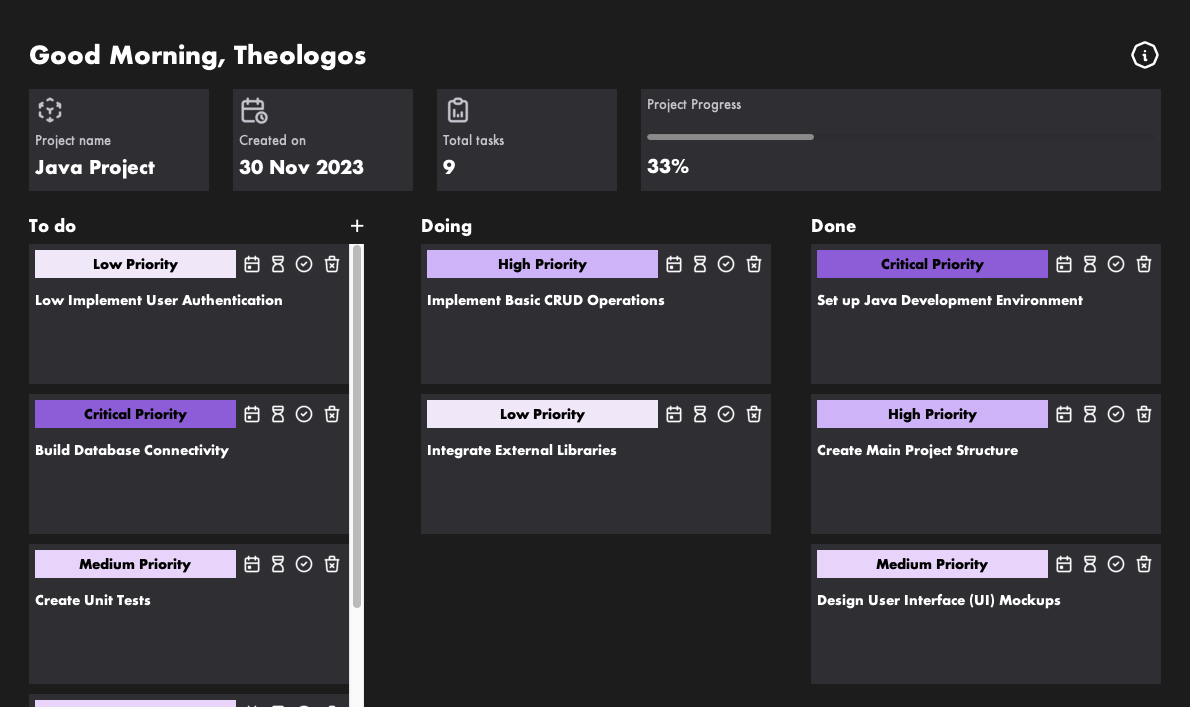 Good Morning, Theologos
Project name
Java Project
Created on
30 Nov 2023
Total tasks
9
Project Progress
33%
To do
+
Low Priority
Low Implement User Authentication
Critical Priority
Build Database Connectivity
Medium Priority
Create Unit Tests
Doing
High Priority
Implement Basic CRUD Operations
Low Priority
Integrate External Libraries
Done
Critical Priority
Set up Java Development Environment
High Priority
Create Main Project Structure
Medium Priority
Design User Interface (UI) Mockups